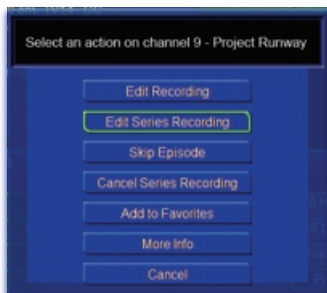 Select an action on channel 9 - Project Runway
Edit Recording
Edit Series Recording
Skip Episode
Cancel Series Recording
Add to Favorites
More Info
Cancel